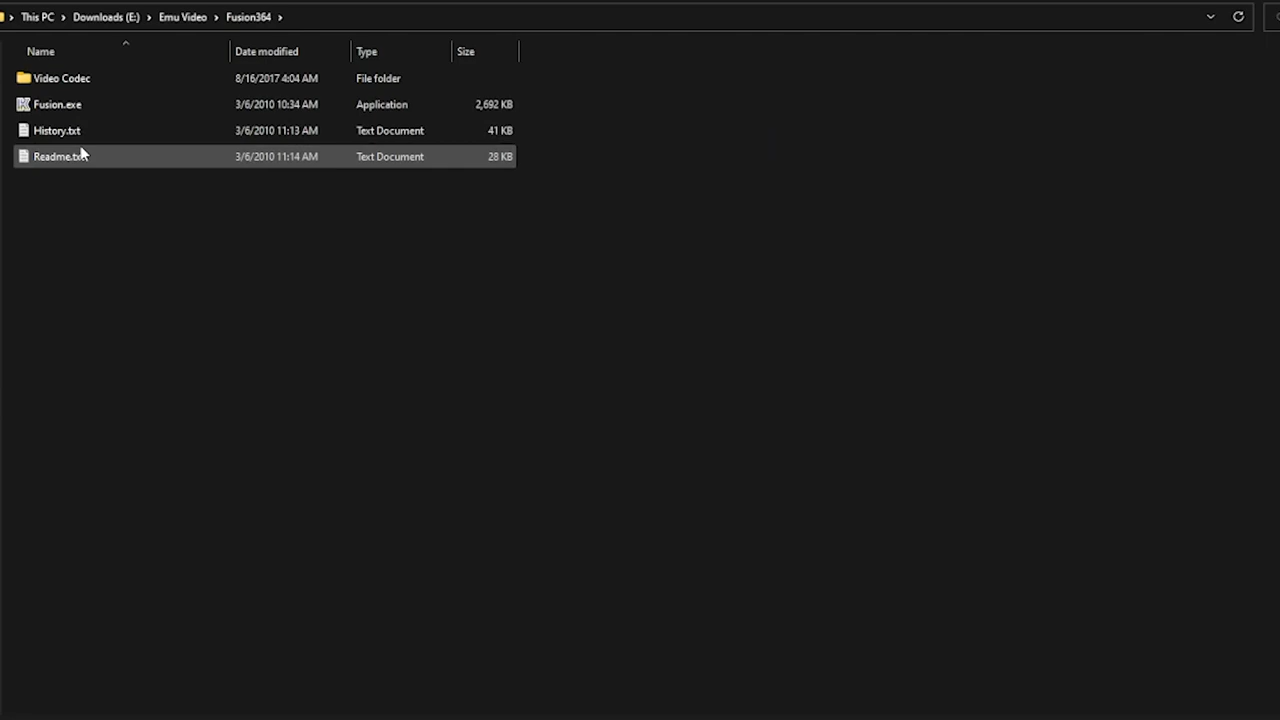 This PC > Downloads (E:) > Emu Video > Fusion364 >
Name Date modified Type Size
Video Codec 8/16/2017 4:04 AM File folder
Fusion.exe 3/6/2010 10:34 AM Application 2,692 KB
History.txt 3/6/2010 11:13 AM Text Document 41 KB
Readme.txt 3/6/2010 11:14 AM Text Document 28 KB